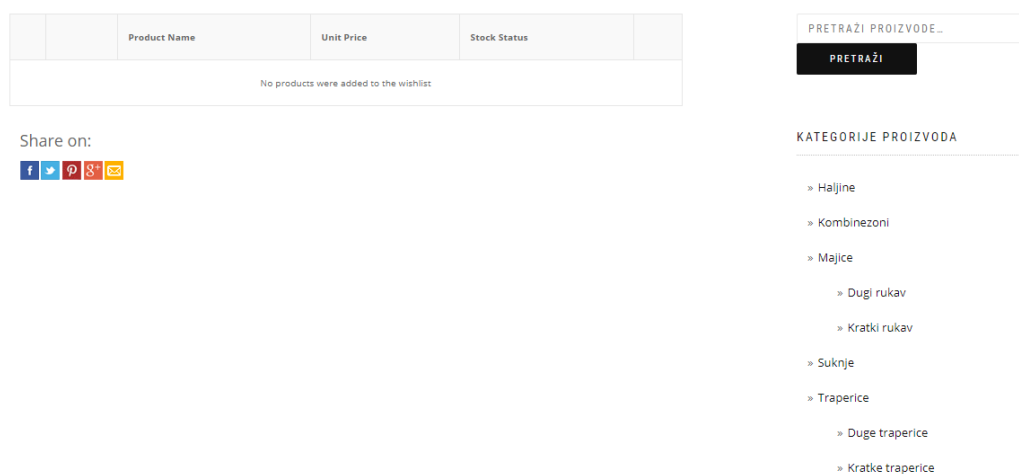 Product Name Unit Price Stock Status
No products were added to the wishlist
Share on:
PRETRAŽI PROIZVODE…
PRETRAŽI
KATEGORIJE PROIZVODA
» Haljine
» Kombinezoni
» Majice
» Dugi rukav
» Kratki rukav
» Suknje
» Traperice
» Duge traperice
» Kratke traperice